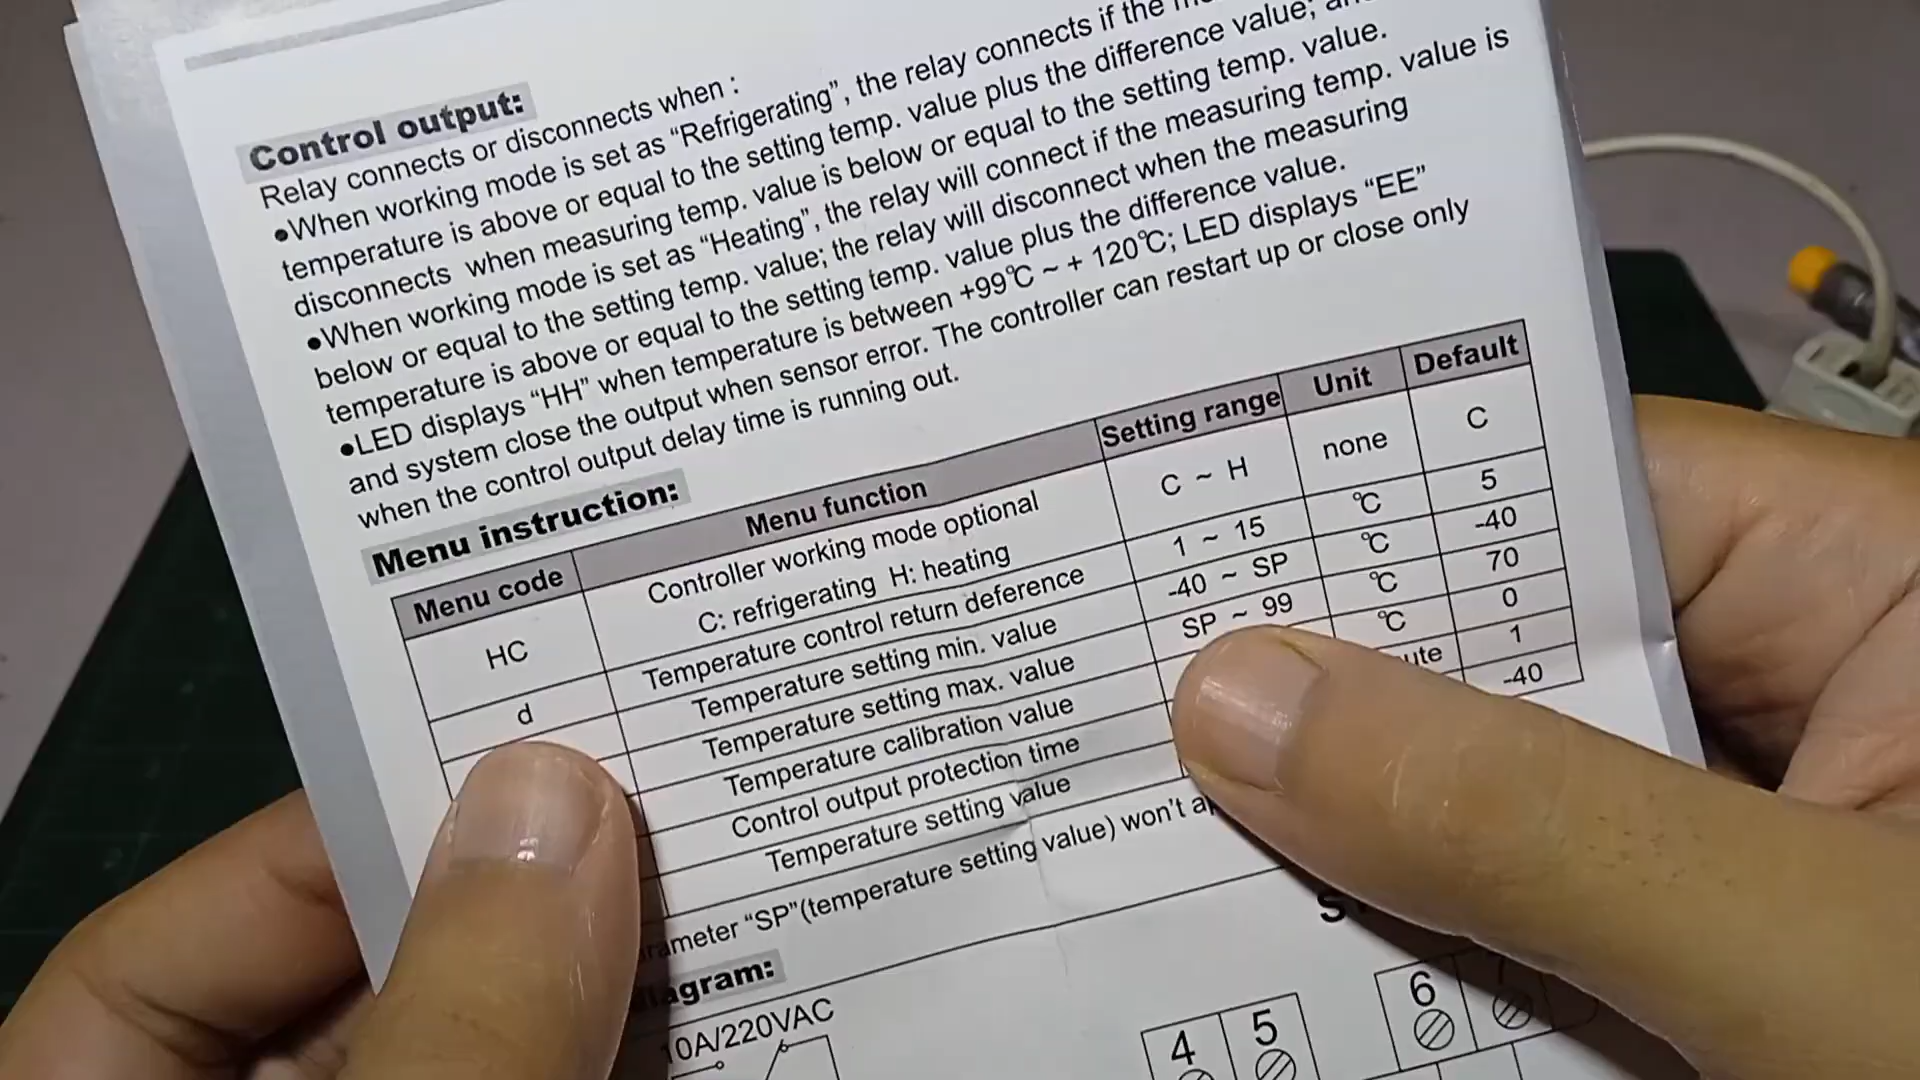 Control output:
Relay connects or disconnects when :
●When working mode is set as “Refrigerating”, the relay connects if the
temperature is above or equal to the setting temp. value plus the difference value;
disconnects when measuring temp. value is below or equal to the setting temp. value.
●When working mode is set as “Heating”, the relay will connect if the measuring temp. value is
below or equal to the setting temp. value; the relay will disconnect when the measuring
temperature is above or equal to the setting temp. value plus the difference value.
●LED displays “HH” when temperature is between +99℃ ~ + 120℃; LED displays “EE”
and system close the output when sensor error. The controller can restart up or close only
when the control output delay time is running out.
Menu instruction:
Menu code Menu function Setting range Unit Default
HC Controller working mode optional C ~ H none C
C: refrigerating H: heating
d Temperature control return deference 1 ~ 15 ℃ 5
Temperature setting min. value -40 ~ SP ℃ -40
Temperature setting max. value SP ~ 99 ℃ 70
Temperature calibration value ℃ 0
Control output protection time 1
Temperature setting value -40
“SP”(temperature setting value) won’t
10A/220VAC
4 5 6 7